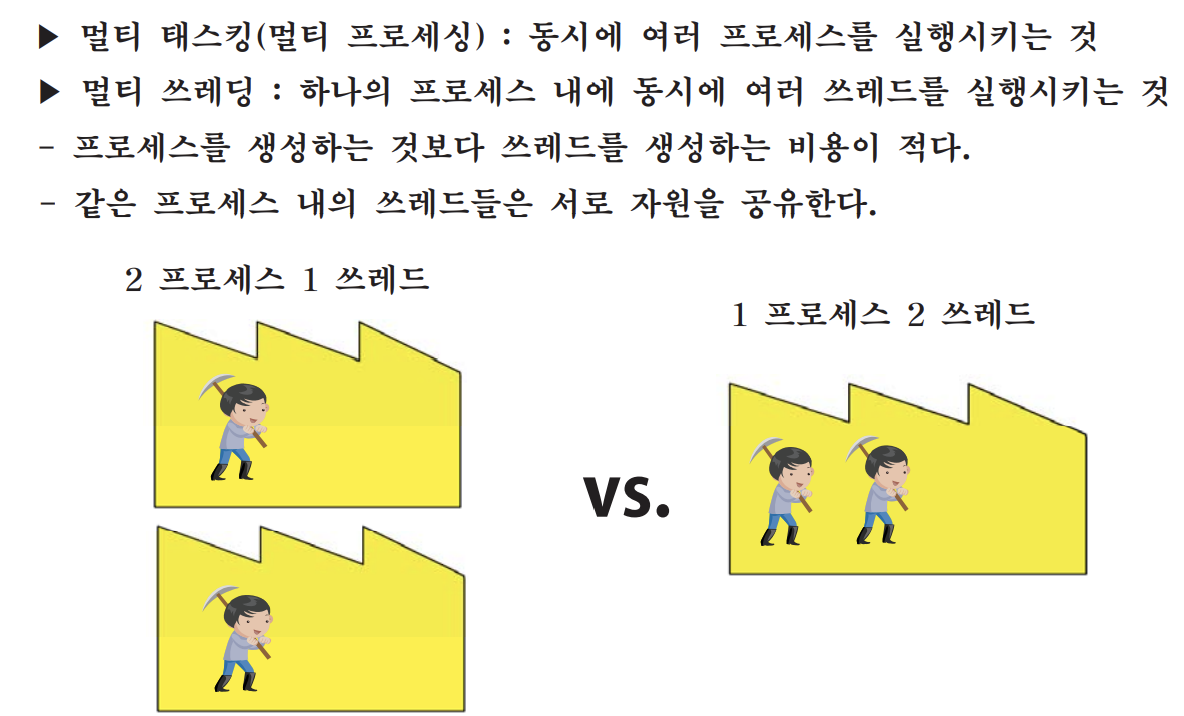 ▶ 멀티 태스킹(멀티 프로세싱) : 동시에 여러 프로세스를 실행시키는 것
▶ 멀티 쓰레딩 : 하나의 프로세스 내에 동시에 여러 쓰레드를 실행시키는 것
- 프로세스를 생성하는 것보다 쓰레드를 생성하는 비용이 적다.
- 같은 프로세스 내의 쓰레드들은 서로 자원을 공유한다.
2 프로세스 1 쓰레드
1 프로세스 2 쓰레드
vs.